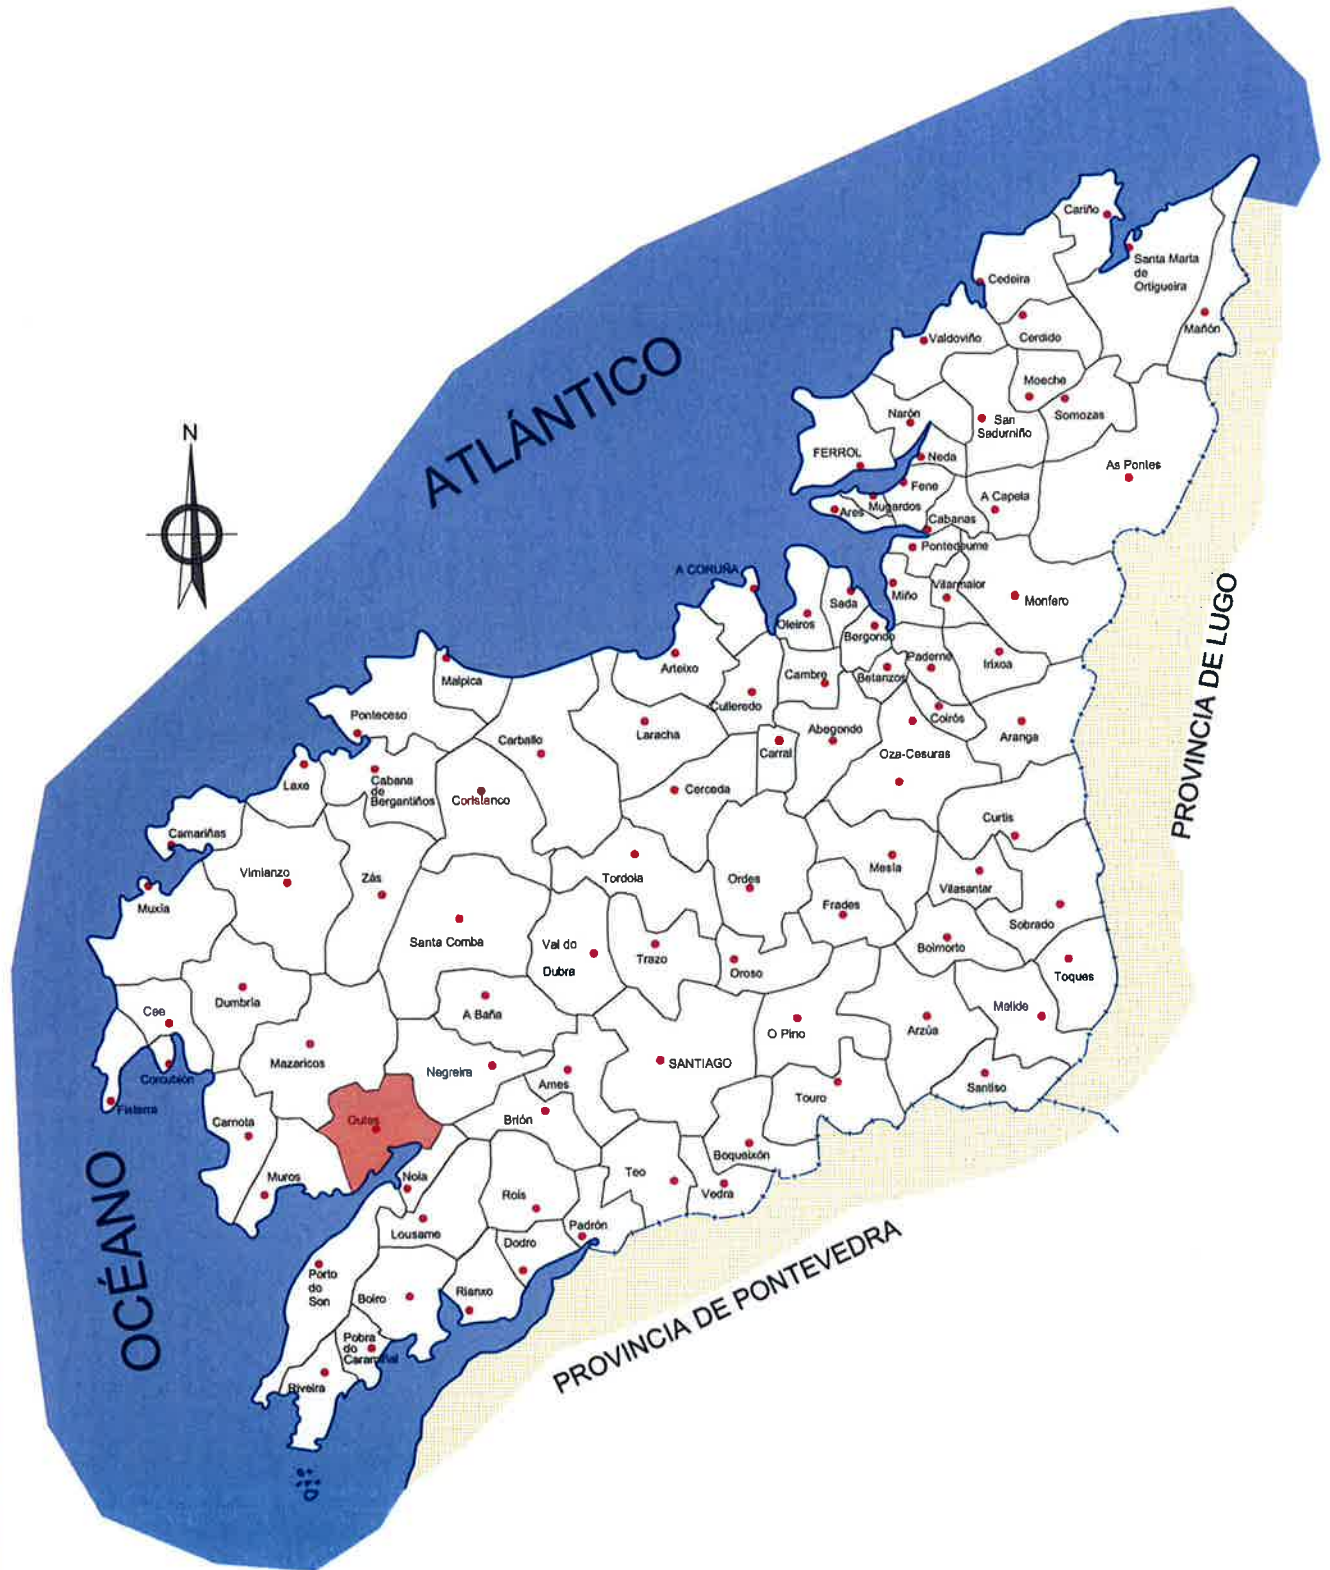 Cariño
Santa Marta
de
Ortigueira
Cedeira
Mañón
Valdoviño
Cerdido
Moeche
Somozas
Narón
San
Sadurniño
FERROL
Neda
As Pontes
Fene
Mugardos
Ares
A Capela
Cabanas
ATLÁNTICO
N
Pontedeume
A CORUÑA
Miño
Vilarmaior
Monfero
Sada
Oleiros
Bergondo
PROVINCIA DE LUGO
Arteixo
Paderne
Irixoa
Malpica
Cambre
Betanzos
Culleredo
Coirós
Ponteceso
Laracha
Abegondo
Aranga
Carballo
Carral
Oza-Cesuras
Laxe
Cabana
de
Bergantiños
Coristanco
Cerceda
Curtis
Camariñas
Vimianzo
Zás
Tordoia
Ordes
Mesía
Vilasantar
Muxía
Frades
Sobrado
Santa Comba
Val do
Dubra
Trazo
Oroso
Boimorto
Toques
Dumbría
A Baña
Melide
Cee
O Pino
Arzúa
Mazaricos
Negreira
SANTIAGO
Corcubión
Ames
Santiso
Fisterra
Touro
Carnota
Outes
Brión
Boqueixón
Muros
Noia
Teo
Vedra
Rois
Lousame
Padrón
Dodro
OCÉANO
Porto
do
Son
Boiro
Rianxo
PROVINCIA DE PONTEVEDRA
Pobra
do
Caramiñal
Riveira